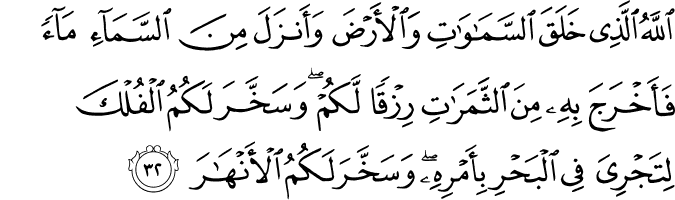 ٱللَّهُ ٱلَّذِى خَلَقَ ٱلسَّمَـٰوَٰتِ وَٱلْأَرْضَ وَأَنزَلَ مِنَ ٱلسَّمَآءِ مَآءً
فَأَخْرَجَ بِهِۦ مِنَ ٱلثَّمَرَٰتِ رِزْقًا لَّكُمْ ۖ وَسَخَّرَ لَكُمُ ٱلْفُلْكَ
لِتَجْرِىَ فِى ٱلْبَحْرِ بِأَمْرِهِۦ ۖ وَسَخَّرَ لَكُمُ ٱلْأَنْهَـٰرَ ٣٢